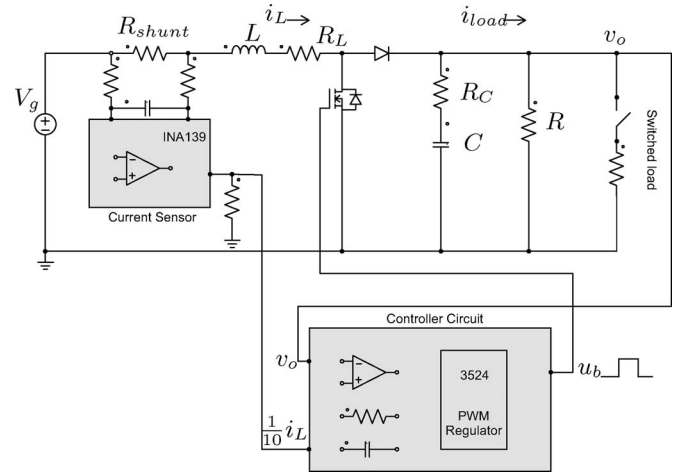 i_L
i_load
R_shunt
L
R_L
v_o
V_g
R_C
C
R
Switched load
INA139
Current Sensor
Controller Circuit
v_o
3524
PWM
Regulator
u_b
1/10 i_L